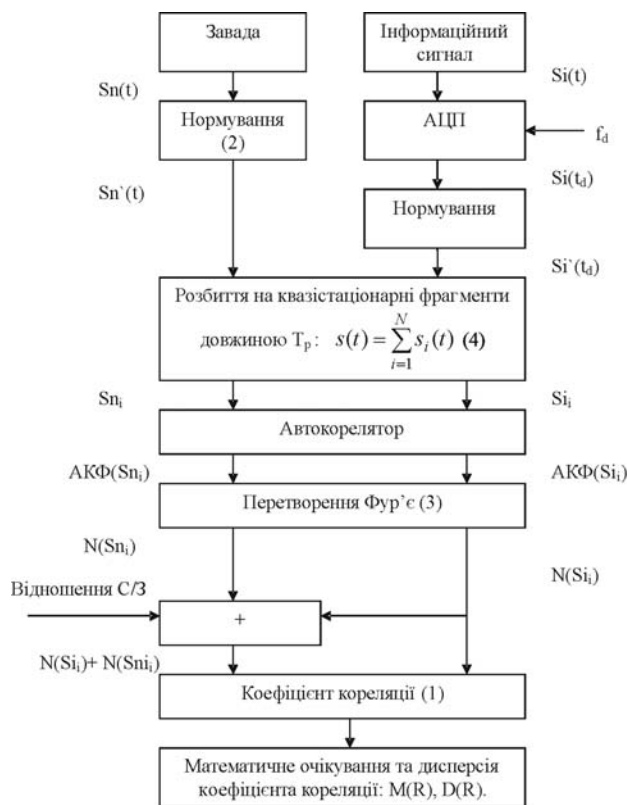 Завада
Інформаційний
сигнал
Sn(t)
Si(t)
Нормування
(2)
АЦП
f_d
Sn`(t)
Si(t_d)
Нормування
Si`(t_d)
Розбиття на квазістаціонарні фрагменти
довжиною T_p : s(t) = \sum_{i=1}^{N} s_i(t) (4)
Sn_i
Si_i
Автокорелятор
АКФ(Sn_i)
АКФ(Si_i)
Перетворення Фур’є (3)
N(Sn_i)
N(Si_i)
Відношення С/З
+
N(Si_i)+ N(Sni_i)
Коефіцієнт кореляції (1)
Математичне очікування та дисперсія
коефіцієнта кореляції: M(R), D(R).